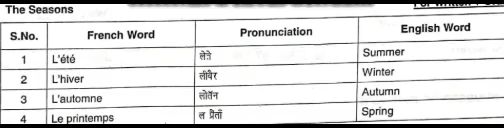 The Seasons
S.No. French Word Pronunciation English Word
1 L'été लेते Summer
2 L'hiver लीवैर Winter
3 L'automne लोतॅन Autumn
4 Le printemps ल प्रैंताँ Spring